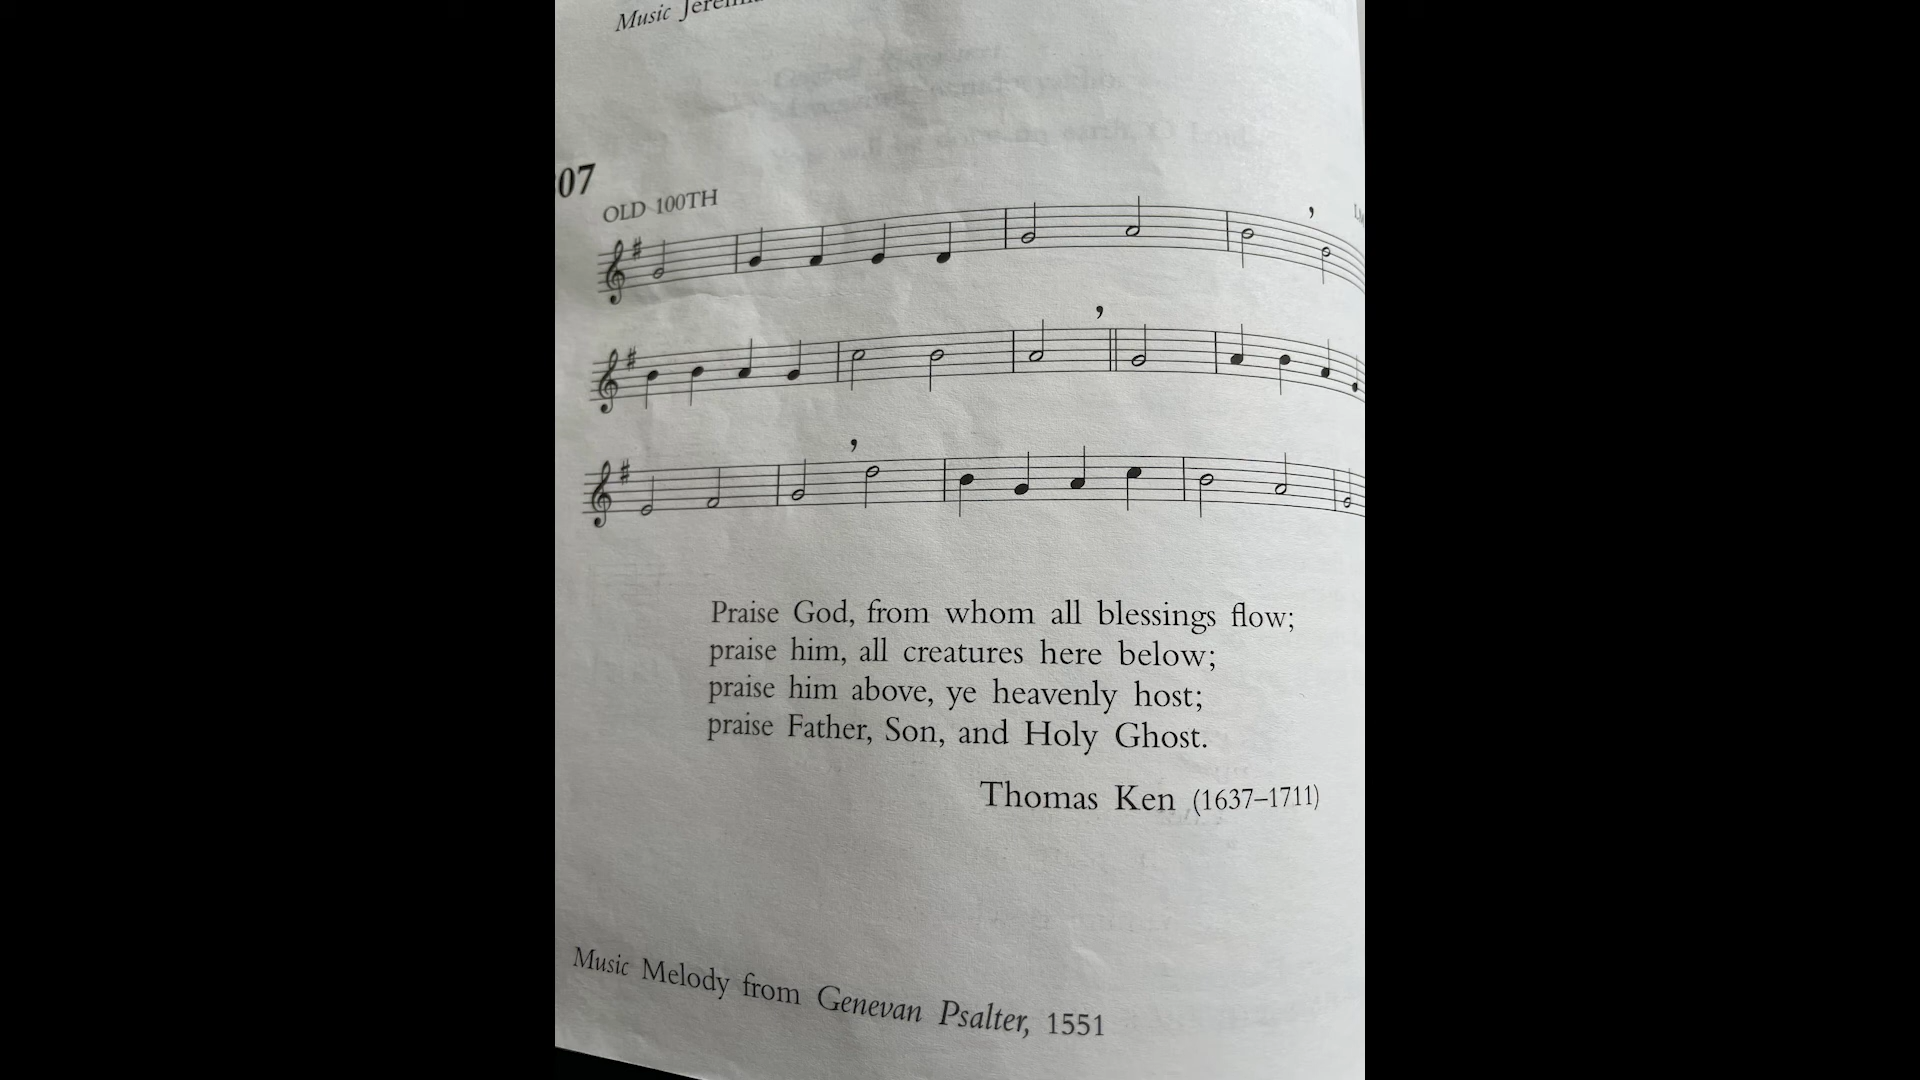 Music
07
OLD 100TH
Praise God, from whom all blessings flow;
praise him, all creatures here below;
praise him above, ye heavenly host;
praise Father, Son, and Holy Ghost.
Thomas Ken (1637–1711)
Music Melody from Genevan Psalter, 1551